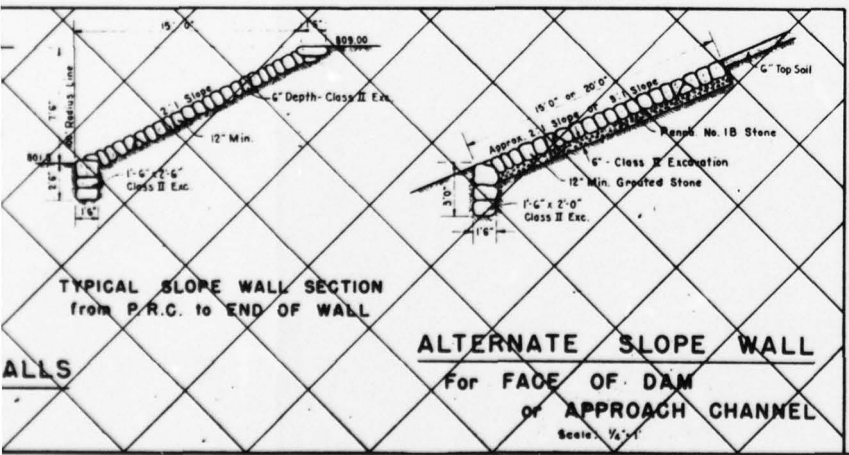 15'-0"
6"
809.00
Radius Line
7'6"
2:1 Slope
6" Depth-Class II Exc.
12" Min.
2'6"
1'-6" x 2'-6"
Class II Exc.
1'6"
TYPICAL SLOPE WALL SECTION
from P.R.C. to END OF WALL
ALLS
6" Top Soil
15'0" or 20'0"
Approx. 2:1 Slope or 3:1 Slope
Penna. No. 1B Stone
6" - Class II Excavation
12" Min. Grouted Stone
3'0"
1'-6" x 2'-0"
Class II Exc.
1'6"
ALTERNATE SLOPE WALL
For FACE OF DAM
or APPROACH CHANNEL
Scale: ¼"=1'